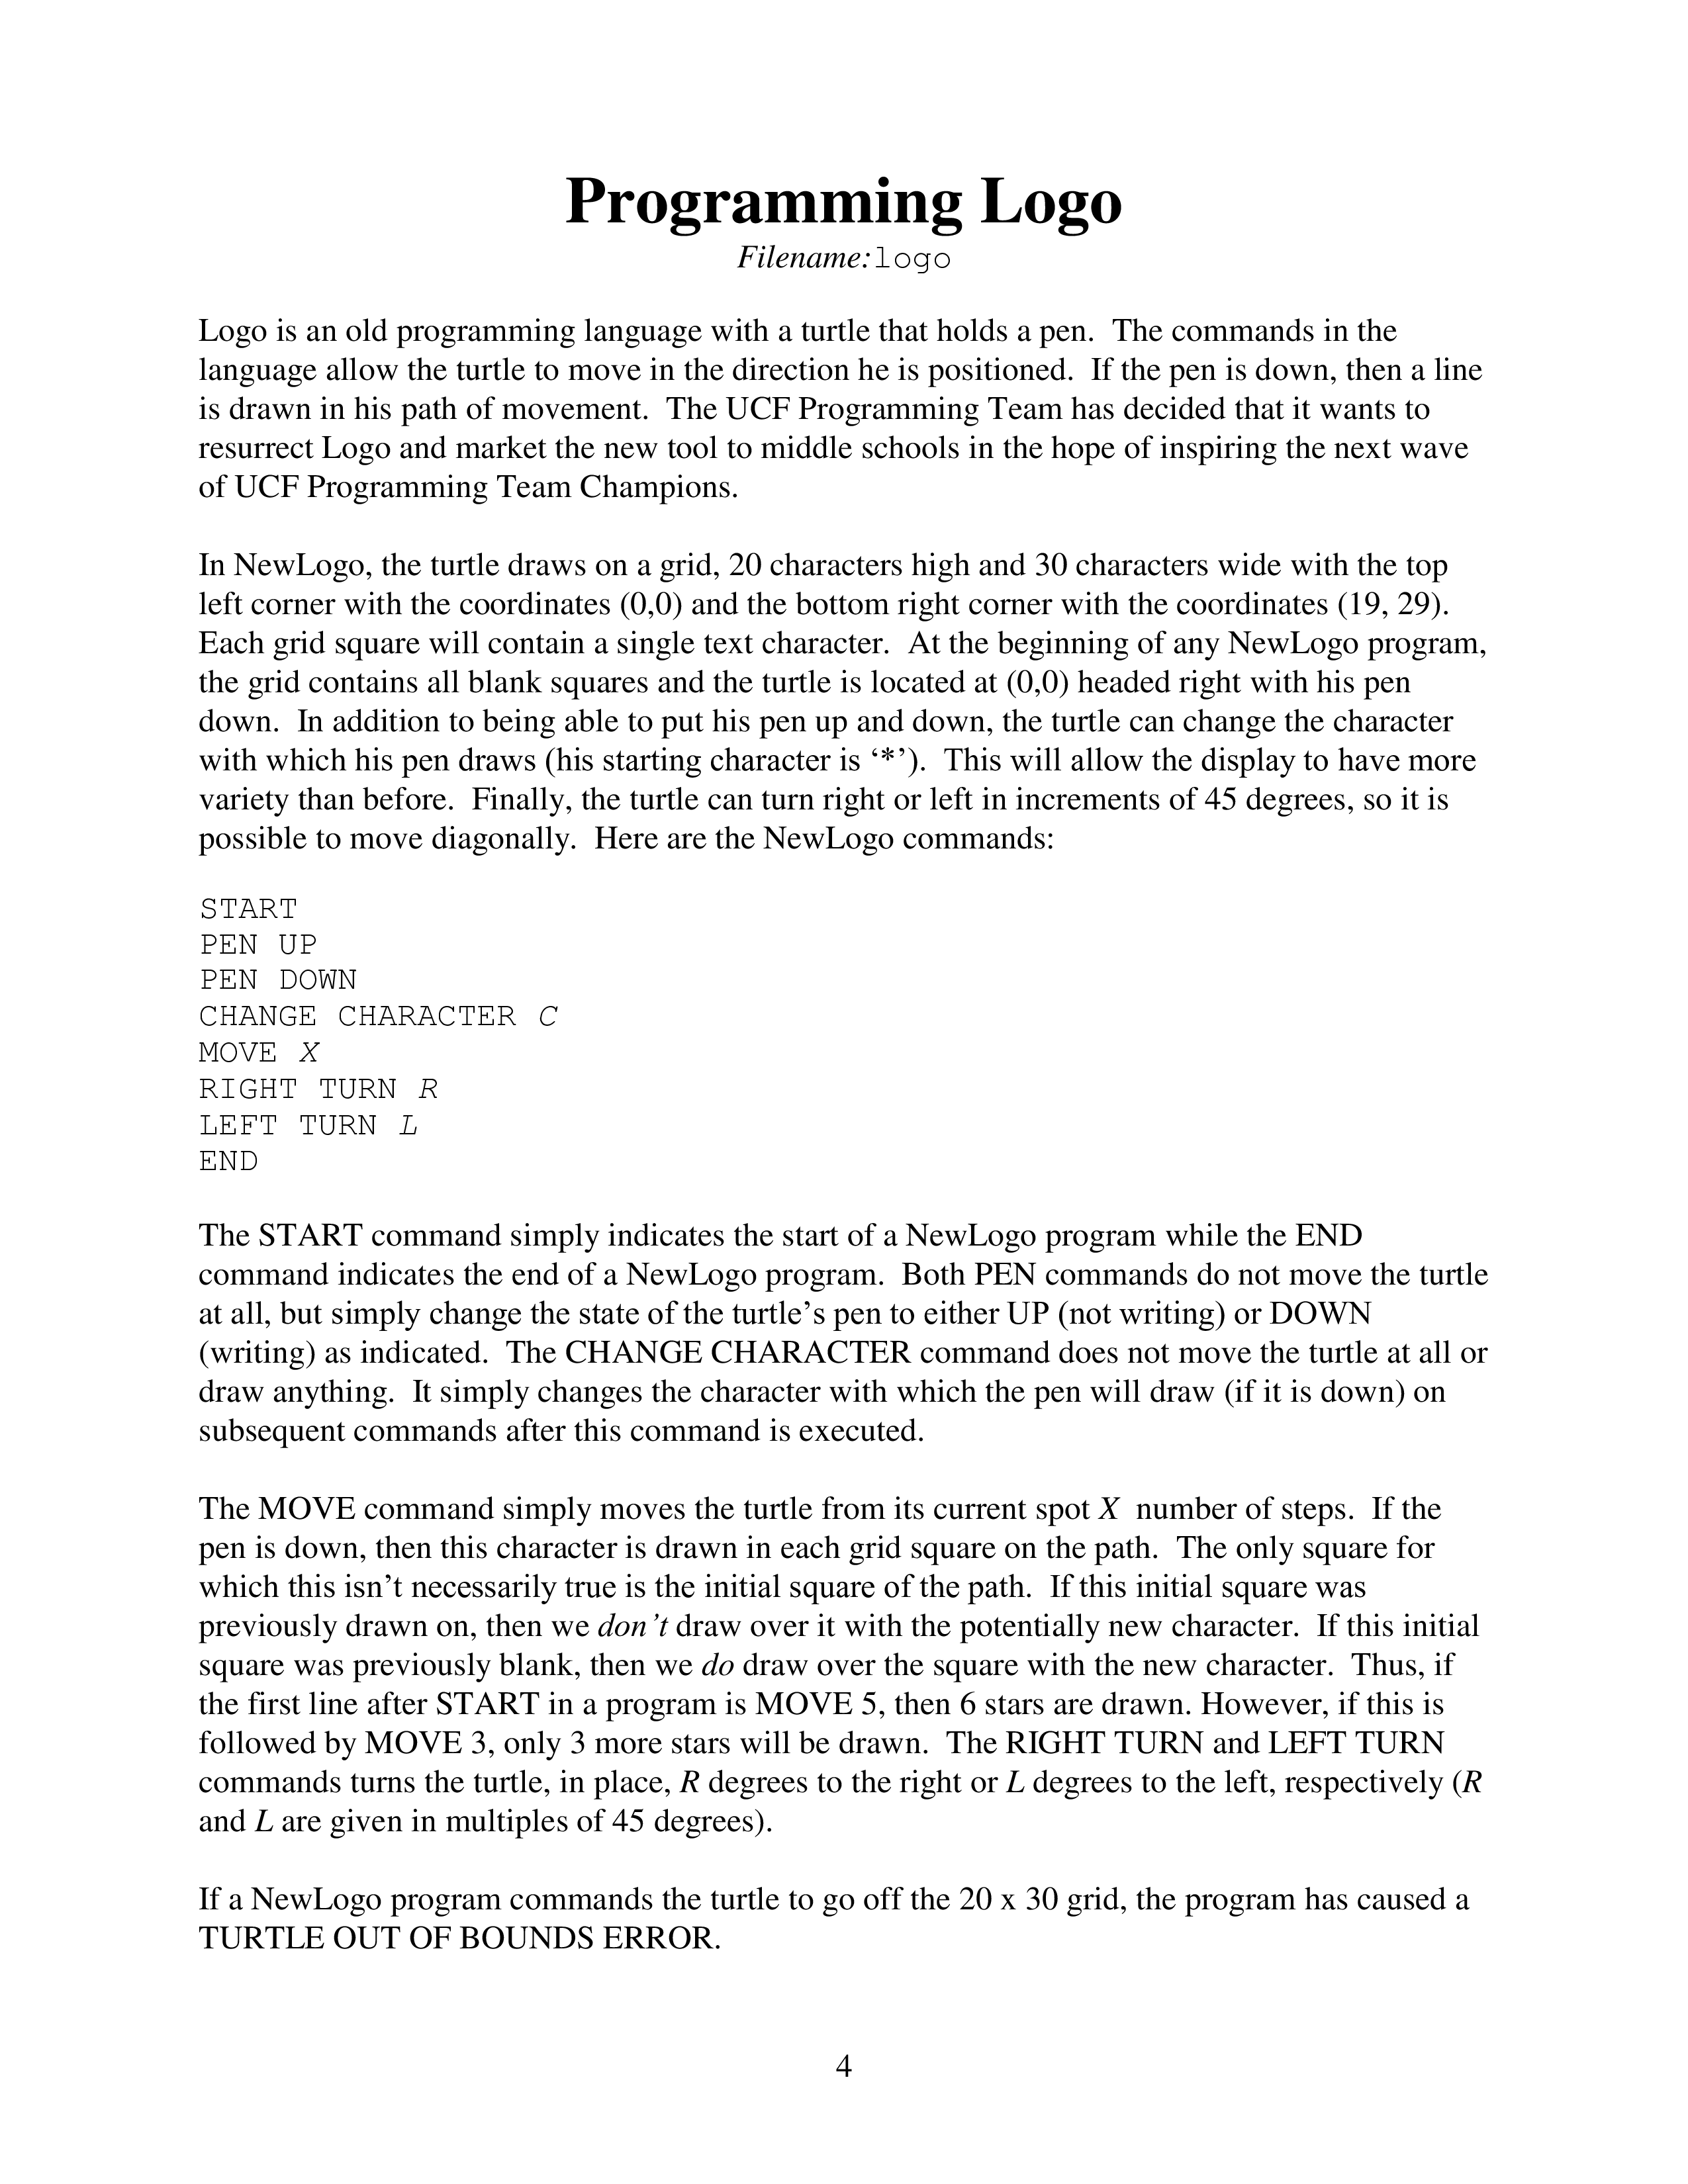 Programming Logo
Filename:logo
Logo is an old programming language with a turtle that holds a pen.  The commands in the
language allow the turtle to move in the direction he is positioned.  If the pen is down, then a line
is drawn in his path of movement.  The UCF Programming Team has decided that it wants to
resurrect Logo and market the new tool to middle schools in the hope of inspiring the next wave
of UCF Programming Team Champions.
In NewLogo, the turtle draws on a grid, 20 characters high and 30 characters wide with the top
left corner with the coordinates (0,0) and the bottom right corner with the coordinates (19, 29).
Each grid square will contain a single text character.  At the beginning of any NewLogo program,
the grid contains all blank squares and the turtle is located at (0,0) headed right with his pen
down.  In addition to being able to put his pen up and down, the turtle can change the character
with which his pen draws (his starting character is ‘*’).  This will allow the display to have more
variety than before.  Finally, the turtle can turn right or left in increments of 45 degrees, so it is
possible to move diagonally.  Here are the NewLogo commands:
START
PEN UP
PEN DOWN
CHANGE CHARACTER C
MOVE X
RIGHT TURN R
LEFT TURN L
END
The START command simply indicates the start of a NewLogo program while the END
command indicates the end of a NewLogo program.  Both PEN commands do not move the turtle
at all, but simply change the state of the turtle’s pen to either UP (not writing) or DOWN
(writing) as indicated.  The CHANGE CHARACTER command does not move the turtle at all or
draw anything.  It simply changes the character with which the pen will draw (if it is down) on
subsequent commands after this command is executed.
The MOVE command simply moves the turtle from its current spot X  number of steps.  If the
pen is down, then this character is drawn in each grid square on the path.  The only square for
which this isn’t necessarily true is the initial square of the path.  If this initial square was
previously drawn on, then we don’t draw over it with the potentially new character.  If this initial
square was previously blank, then we do draw over the square with the new character.  Thus, if
the first line after START in a program is MOVE 5, then 6 stars are drawn. However, if this is
followed by MOVE 3, only 3 more stars will be drawn.  The RIGHT TURN and LEFT TURN
commands turns the turtle, in place, R degrees to the right or L degrees to the left, respectively (R
and L are given in multiples of 45 degrees).
If a NewLogo program commands the turtle to go off the 20 x 30 grid, the program has caused a
TURTLE OUT OF BOUNDS ERROR.
4